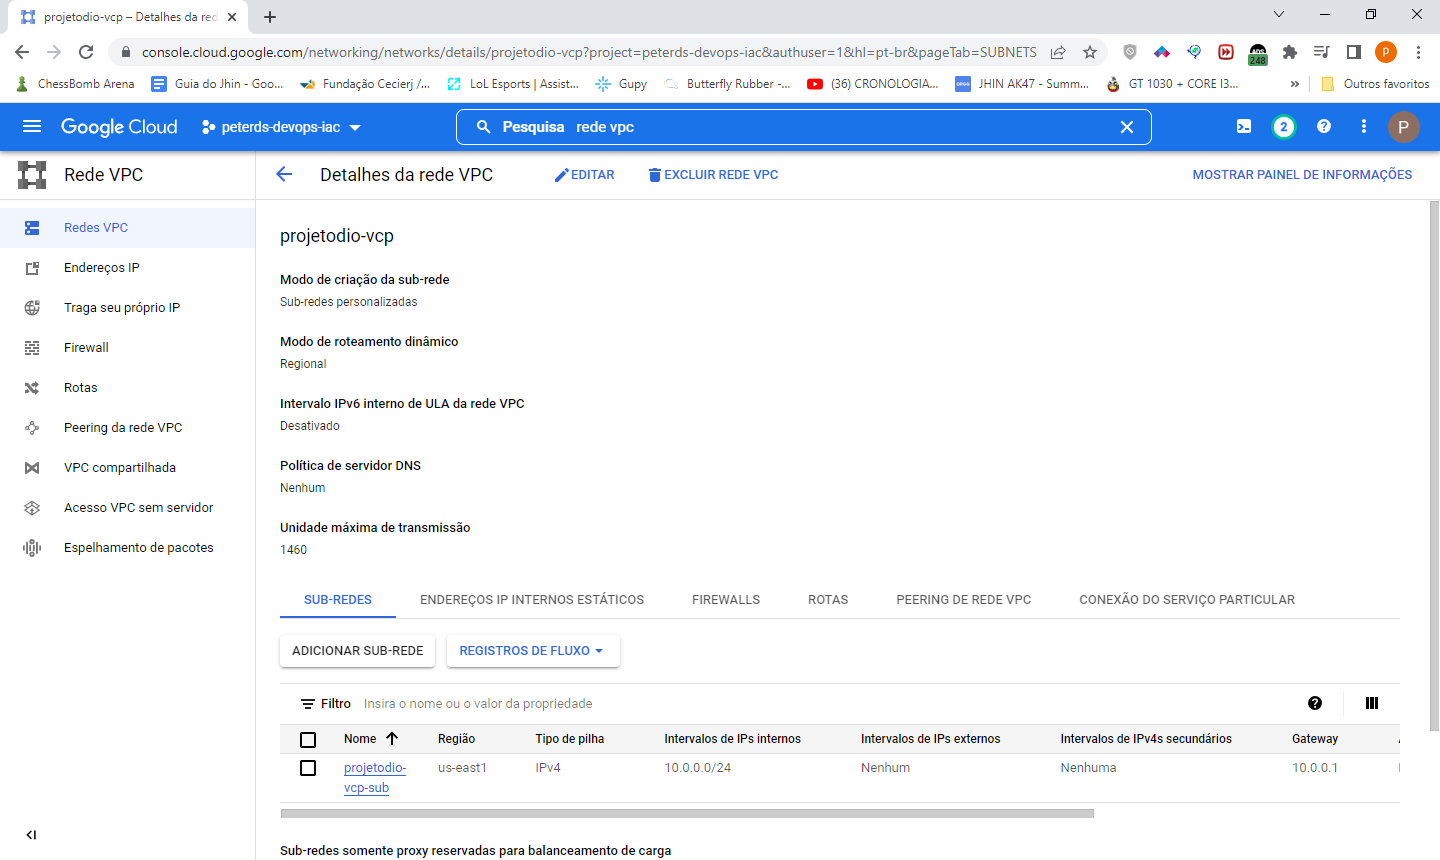 projetodio-vcp – Detalhes da red
console.cloud.google.com/networking/networks/details/projetodio-vcp?project=peterds-devops-iac&authuser=1&hl=pt-br&pageTab=SUBNETS
ADS
248
P
ChessBomb Arena
Guia do Jhin - Goo...
Fundação Cecierj /...
LoL Esports | Assist...
Gupy
Butterfly Rubber -...
(36) CRONOLOGIA...
JHIN AK47 - Summ...
GT 1030 + CORE I3...
»
Outros favoritos
Google Cloud
peterds-devops-iac
Pesquisa rede vpc
2
P
Rede VPC
Detalhes da rede VPC
EDITAR
EXCLUIR REDE VPC
MOSTRAR PAINEL DE INFORMAÇÕES
Redes VPC
Endereços IP
Traga seu próprio IP
Firewall
Rotas
Peering da rede VPC
VPC compartilhada
Acesso VPC sem servidor
Espelhamento de pacotes
projetodio-vcp
Modo de criação da sub-rede
Sub-redes personalizadas
Modo de roteamento dinâmico
Regional
Intervalo IPv6 interno de ULA da rede VPC
Desativado
Política de servidor DNS
Nenhum
Unidade máxima de transmissão
1460
SUB-REDES
ENDEREÇOS IP INTERNOS ESTÁTICOS
FIREWALLS
ROTAS
PEERING DE REDE VPC
CONEXÃO DO SERVIÇO PARTICULAR
ADICIONAR SUB-REDE
REGISTROS DE FLUXO
Filtro Insira o nome ou o valor da propriedade
Nome Região Tipo de pilha Intervalos de IPs internos Intervalos de IPs externos Intervalos de IPv4s secundários Gateway
projetodio- us-east1 IPv4 10.0.0.0/24 Nenhum Nenhuma 10.0.0.1
vcp-sub
Sub-redes somente proxy reservadas para balanceamento de carga